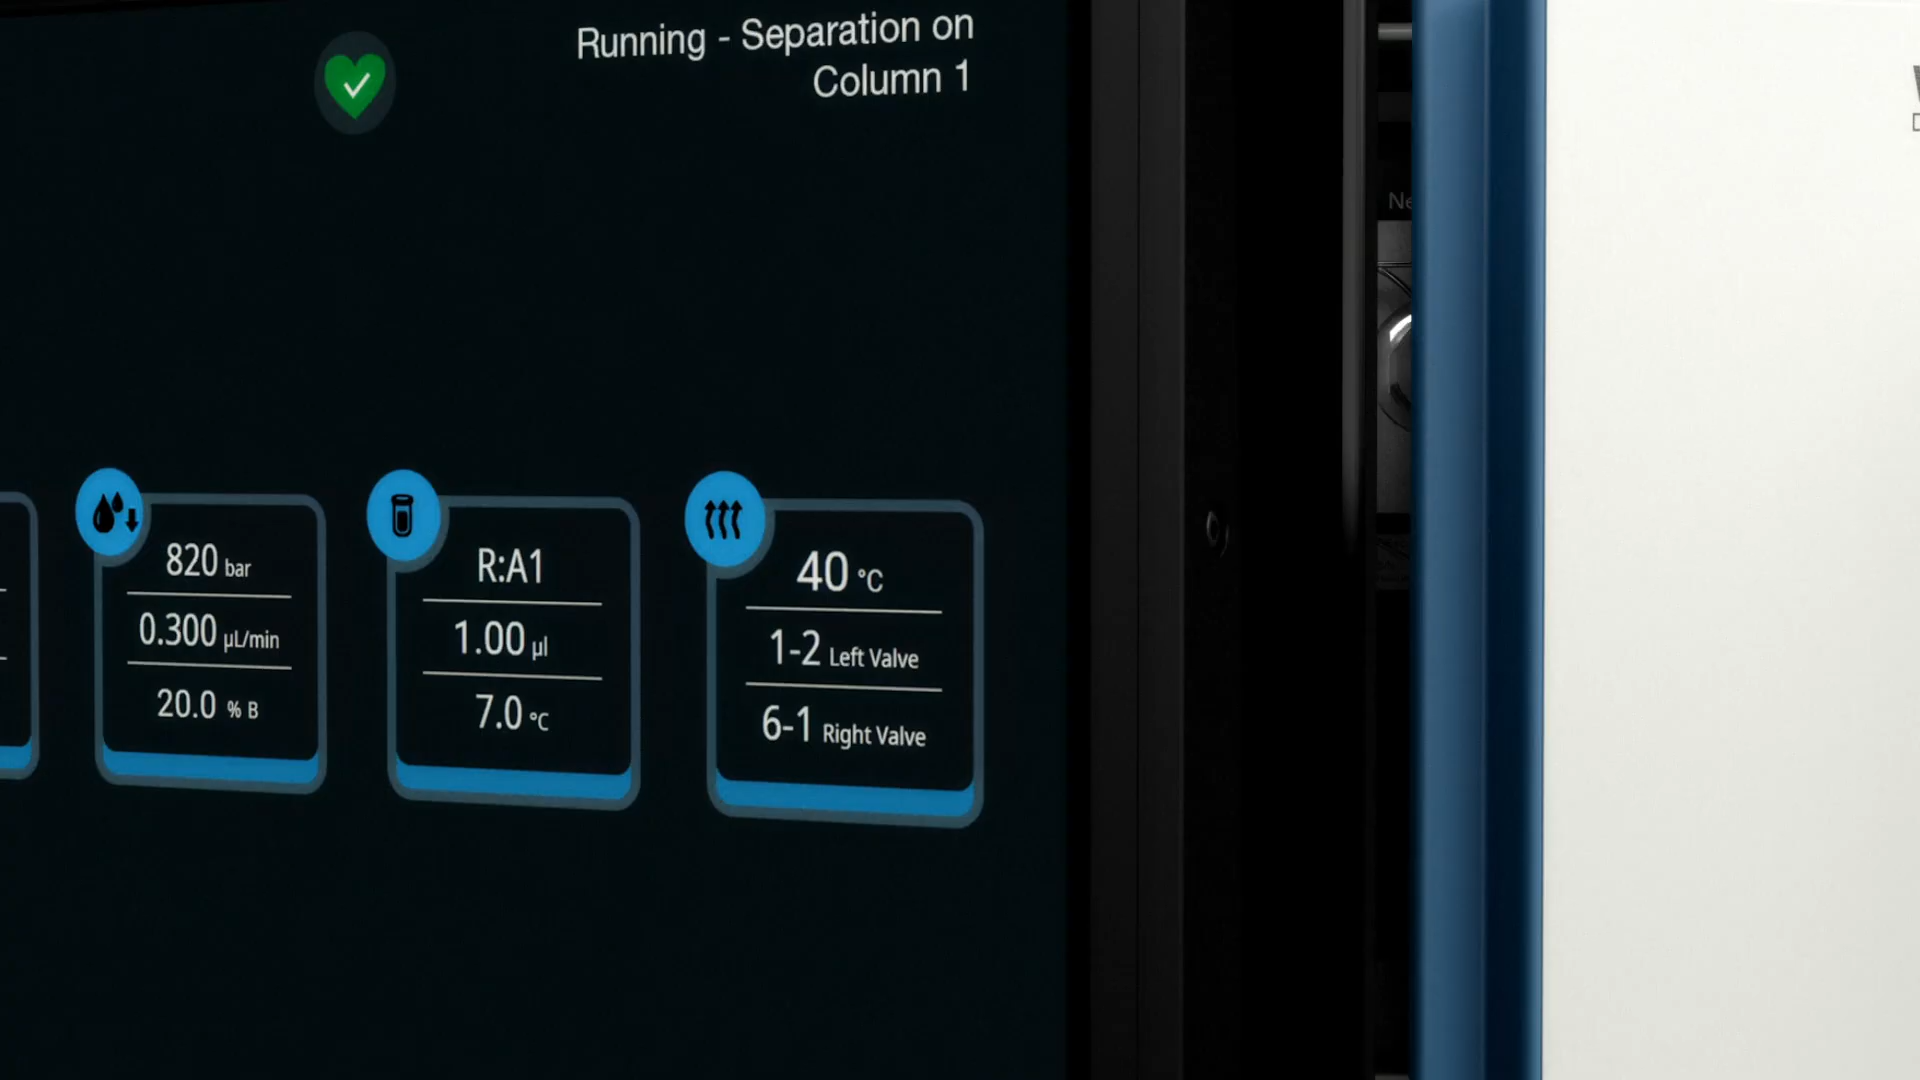 Running - Separation on
Column 1
820 bar
0.300 µL/min
20.0 % B
R:A1
1.00 µl
7.0 °C
40 °C
1-2 Left Valve
6-1 Right Valve